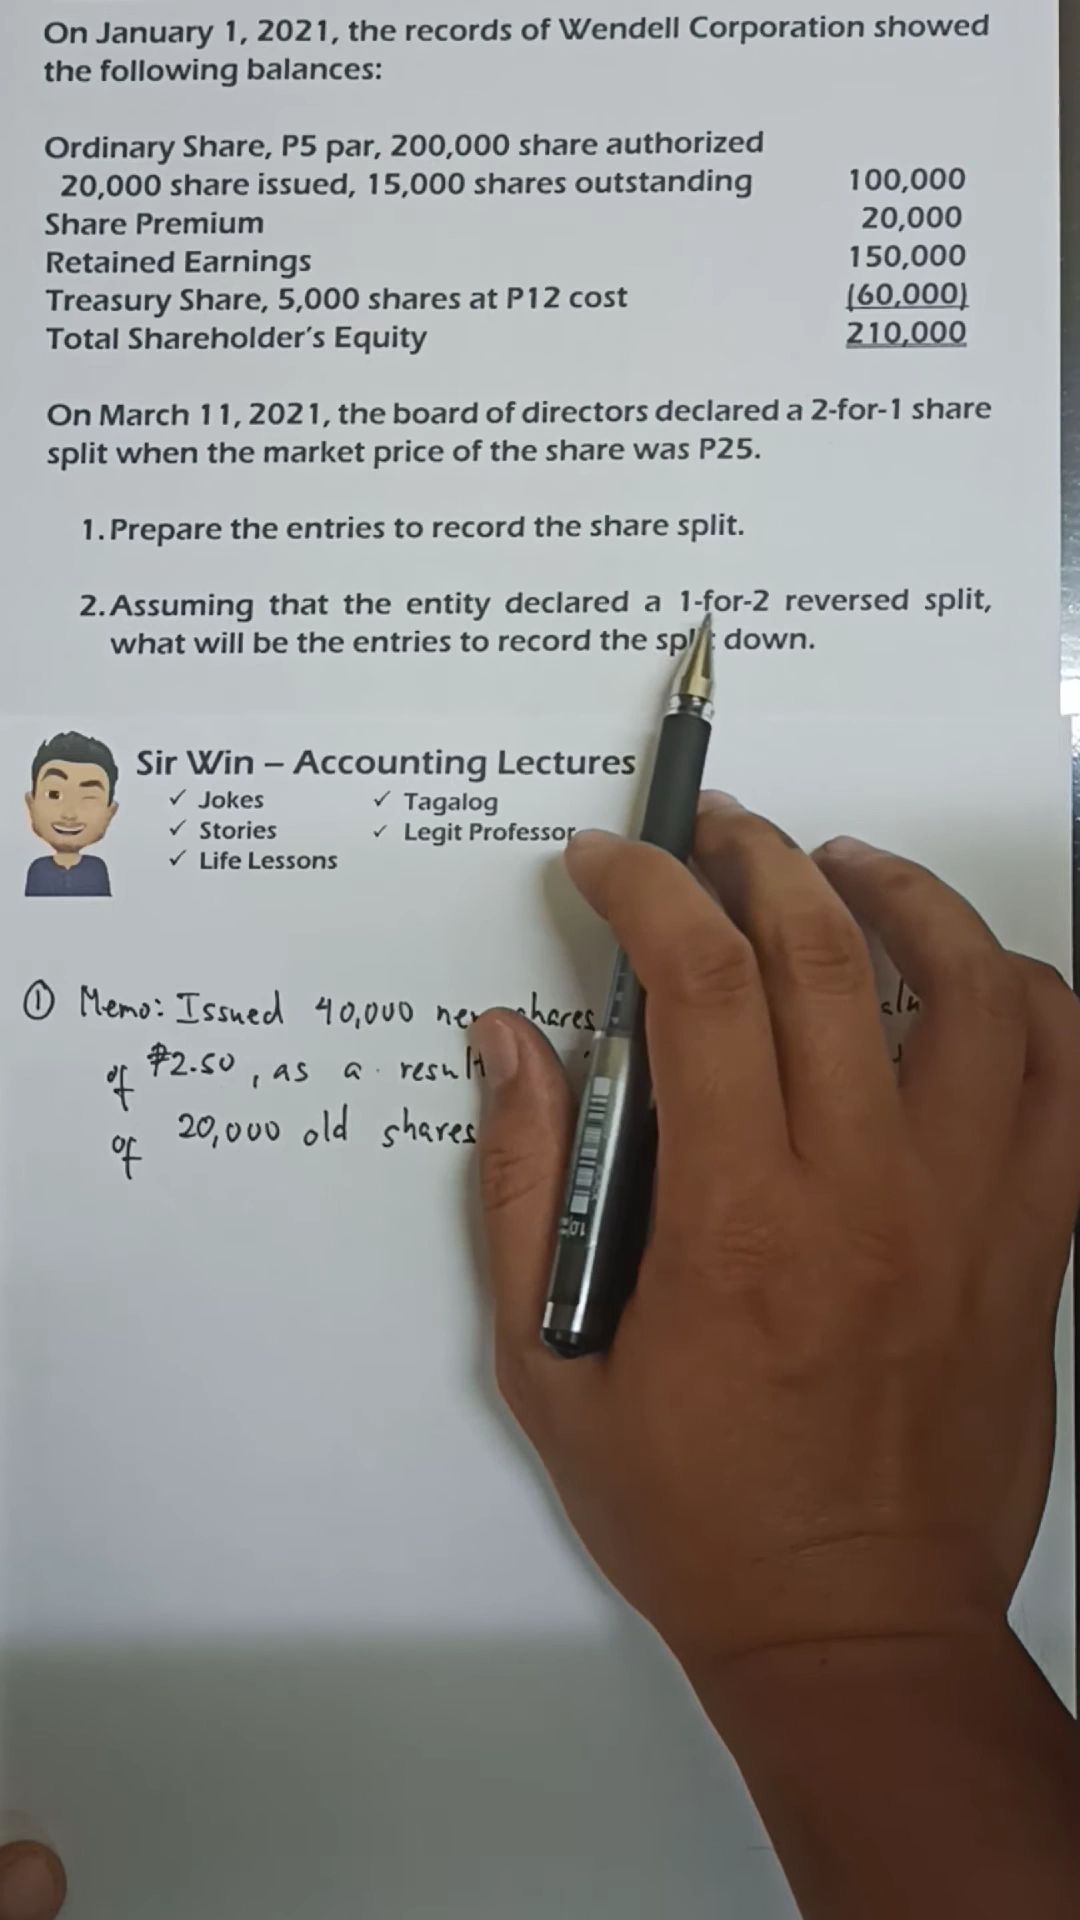 On January 1, 2021, the records of Wendell Corporation showed
the following balances:
Ordinary Share, P5 par, 200,000 share authorized
20,000 share issued, 15,000 shares outstanding 100,000
Share Premium 20,000
Retained Earnings 150,000
Treasury Share, 5,000 shares at P12 cost (60,000)
Total Shareholder's Equity 210,000
On March 11, 2021, the board of directors declared a 2-for-1 share
split when the market price of the share was P25.
1. Prepare the entries to record the share split.
2. Assuming that the entity declared a 1-for-2 reversed split,
what will be the entries to record the down.
Sir Win – Accounting Lectures
✓ Jokes ✓ Tagalog
✓ Stories ✓ Legit Professor
✓ Life Lessons
① Memo: Issued 40,000 shares
of ₱2.50, as a result
of 20,000 old shares